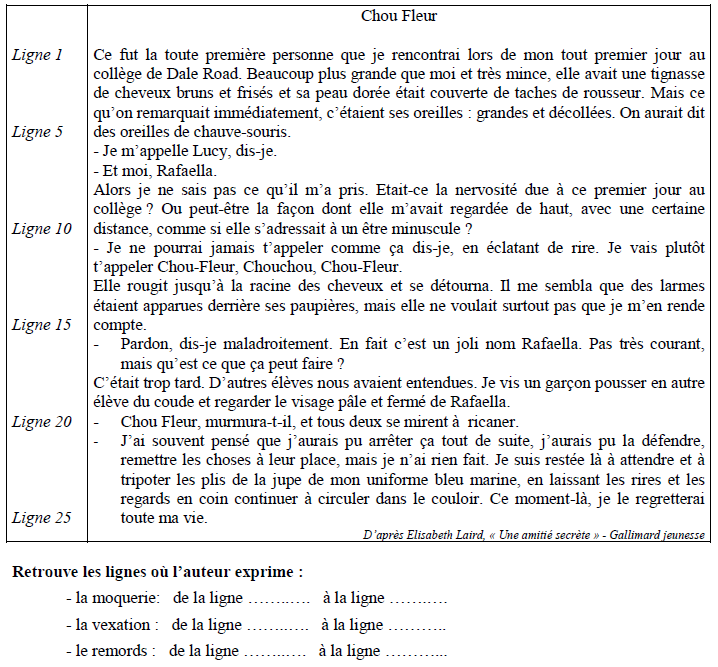 Chou Fleur
Ligne 1 Ce fut la toute première personne que je rencontrai lors de mon tout premier jour au
collège de Dale Road. Beaucoup plus grande que moi et très mince, elle avait une tignasse
de cheveux bruns et frisés et sa peau dorée était couverte de taches de rousseur. Mais ce
qu’on remarquait immédiatement, c’étaient ses oreilles : grandes et décollées. On aurait dit
Ligne 5 des oreilles de chauve-souris.
- Je m’appelle Lucy, dis-je.
- Et moi, Rafaella.
Alors je ne sais pas ce qu’il m’a pris. Etait-ce la nervosité due à ce premier jour au
collège ? Ou peut-être la façon dont elle m’avait regardée de haut, avec une certaine
Ligne 10 distance, comme si elle s’adressait à un être minuscule ?
- Je ne pourrai jamais t’appeler comme ça dis-je, en éclatant de rire. Je vais plutôt
t’appeler Chou-Fleur, Chouchou, Chou-Fleur.
Elle rougit jusqu’à la racine des cheveux et se détourna. Il me sembla que des larmes
étaient apparues derrière ses paupières, mais elle ne voulait surtout pas que je m’en rende
Ligne 15 compte.
- Pardon, dis-je maladroitement. En fait c’est un joli nom Rafaella. Pas très courant,
mais qu’est ce que ça peut faire ?
C’était trop tard. D’autres élèves nous avaient entendues. Je vis un garçon pousser en autre
élève du coude et regarder le visage pâle et fermé de Rafaella.
Ligne 20 - Chou Fleur, murmura-t-il, et tous deux se mirent à ricaner.
- J’ai souvent pensé que j’aurais pu arrêter ça tout de suite, j’aurais pu la défendre,
remettre les choses à leur place, mais je n’ai rien fait. Je suis restée là à attendre et à
tripoter les plis de la jupe de mon uniforme bleu marine, en laissant les rires et les
regards en coin continuer à circuler dans le couloir. Ce moment-là, je le regretterai
Ligne 25 toute ma vie.
D’après Elisabeth Laird, « Une amitié secrète » - Gallimard jeunesse
Retrouve les lignes où l’auteur exprime :
- la moquerie: de la ligne ……..…. à la ligne …….….
- la vexation : de la ligne ……..…. à la ligne ………..
- le remords : de la ligne ……..…. à la ligne ………...